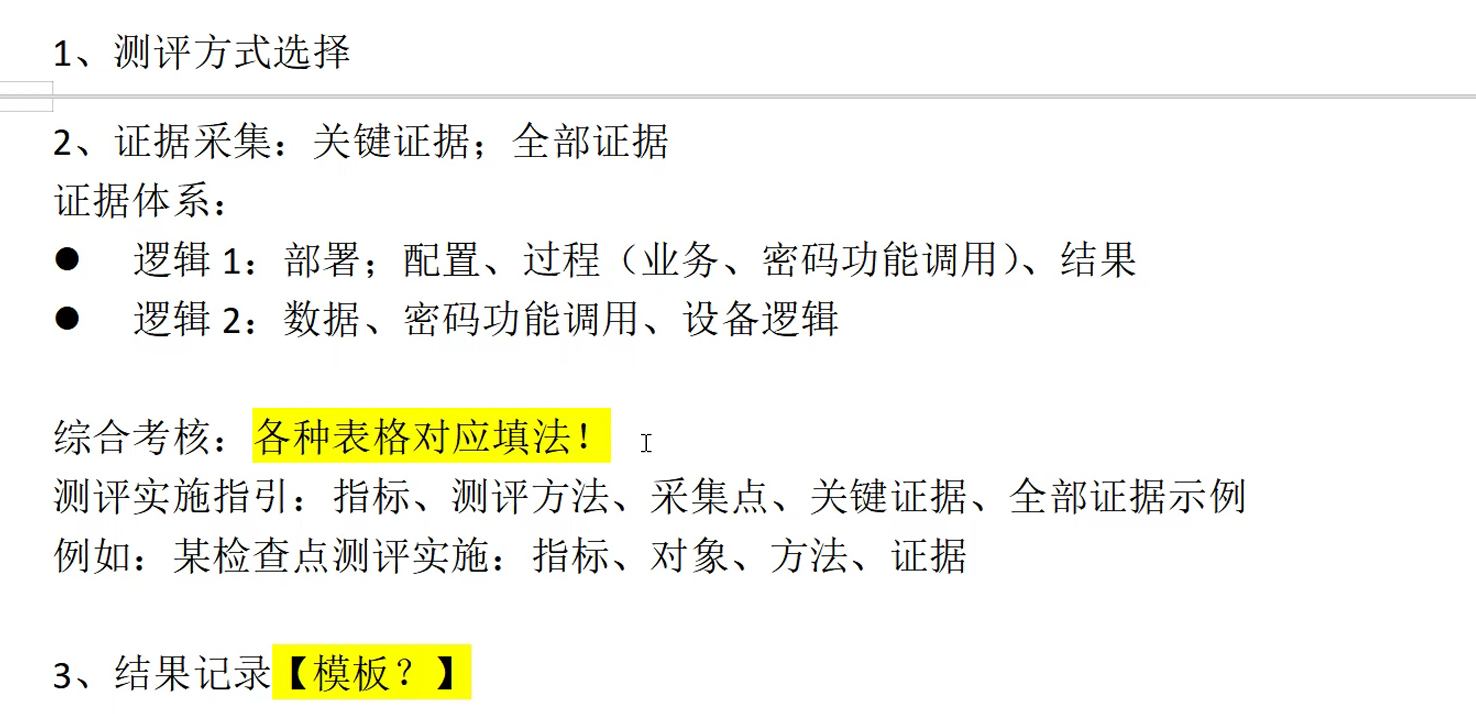 1、测评方式选择
2、证据采集：关键证据；全部证据
证据体系：
● 逻辑 1：部署；配置、过程（业务、密码功能调用）、结果
● 逻辑 2：数据、密码功能调用、设备逻辑
综合考核：各种表格对应填法！
测评实施指引：指标、测评方法、采集点、关键证据、全部证据示例
例如：某检查点测评实施：指标、对象、方法、证据
3、结果记录【模板？】